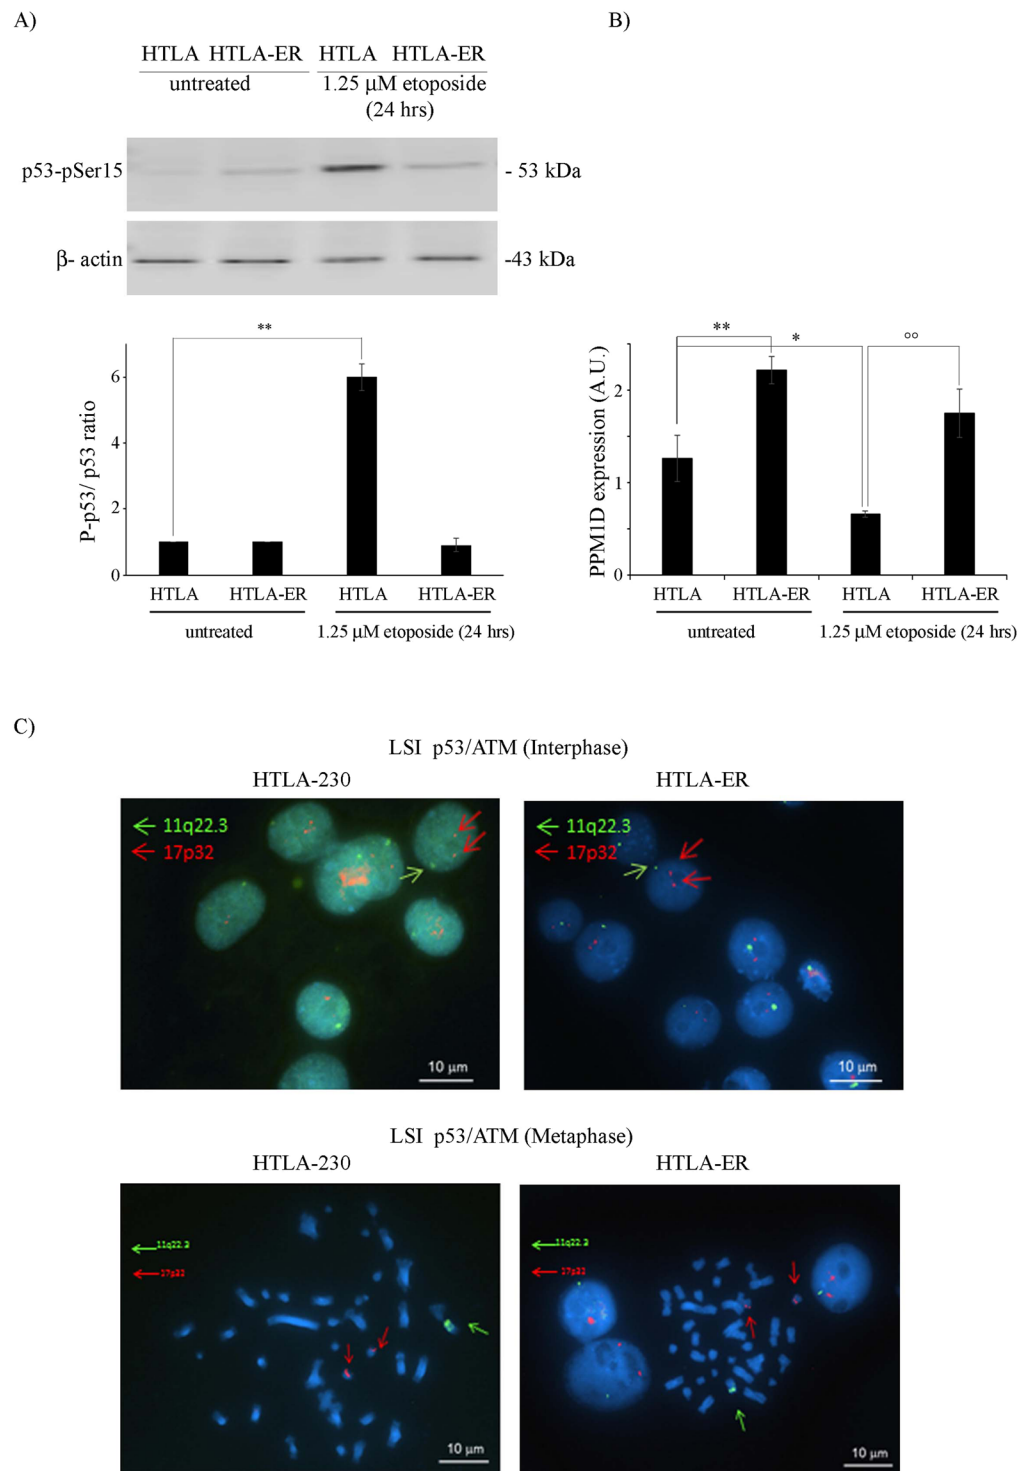 A)
HTLA HTLA-ER HTLA HTLA-ER
untreated 1.25 µM etoposide
(24 hrs)
p53-pSer15 - 53 kDa
β- actin -43 kDa
**
P-p53/ p53 ratio
6
4
2
0
HTLA HTLA-ER HTLA HTLA-ER
untreated 1.25 µM etoposide (24 hrs)
B)
** * °°
PPM1D expression (A.U.)
2
1
0
HTLA HTLA-ER HTLA HTLA-ER
untreated 1.25 µM etoposide (24 hrs)
C)
LSI p53/ATM (Interphase)
HTLA-230 HTLA-ER
11q22.3
17p32
10 µm
11q22.3
17p32
10 µm
LSI p53/ATM (Metaphase)
HTLA-230 HTLA-ER
11q22.3
17p32
10 µm
11q22.3
17p32
10 µm